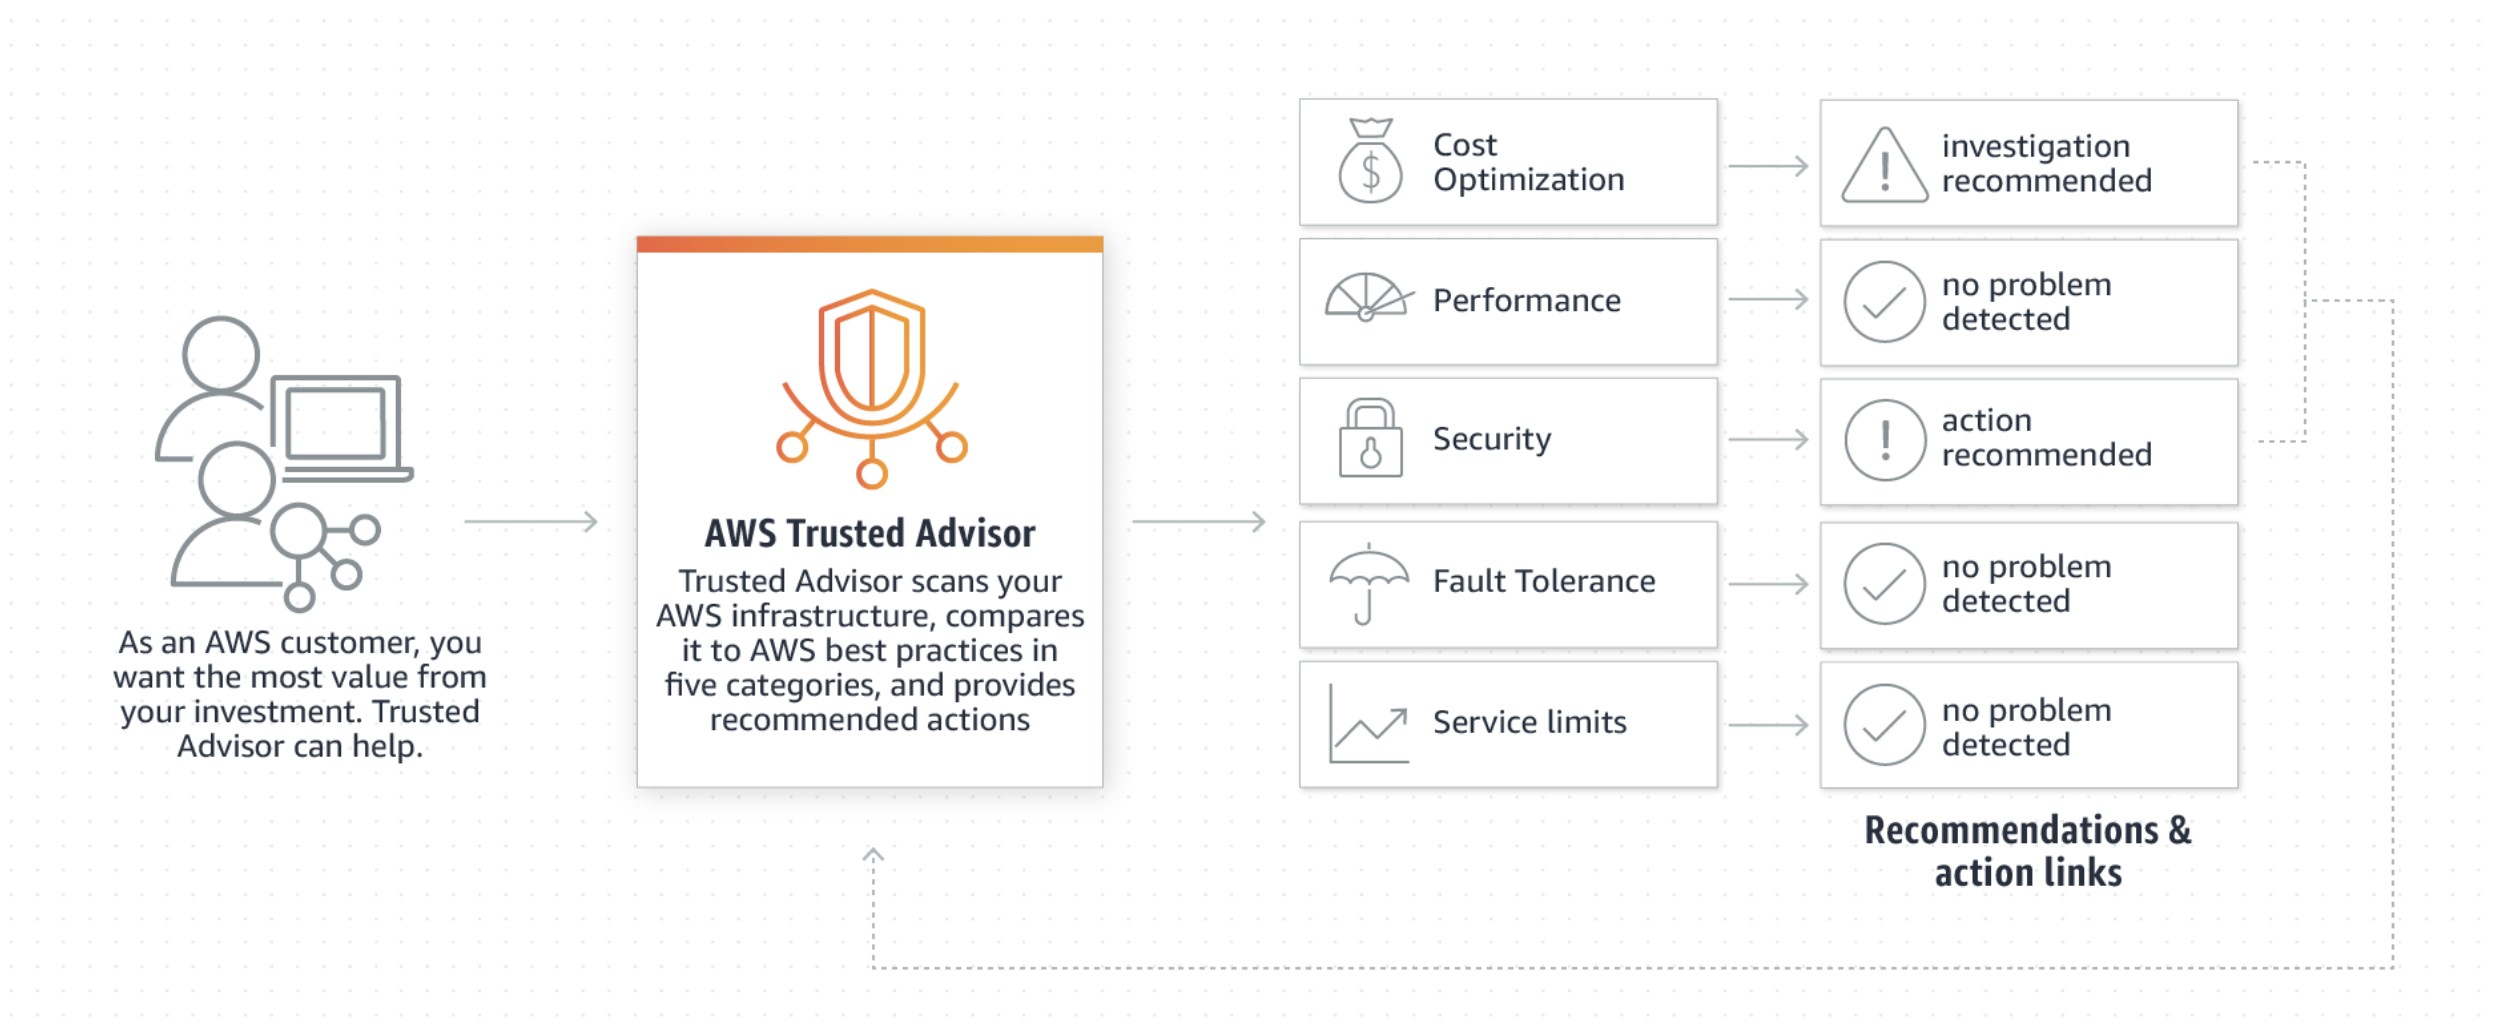 As an AWS customer, you
want the most value from
your investment. Trusted
Advisor can help.
AWS Trusted Advisor
Trusted Advisor scans your
AWS infrastructure, compares
it to AWS best practices in
five categories, and provides
recommended actions
Cost
Optimization
investigation
recommended
Performance
no problem
detected
Security
action
recommended
Fault Tolerance
no problem
detected
Service limits
no problem
detected
Recommendations &
action links